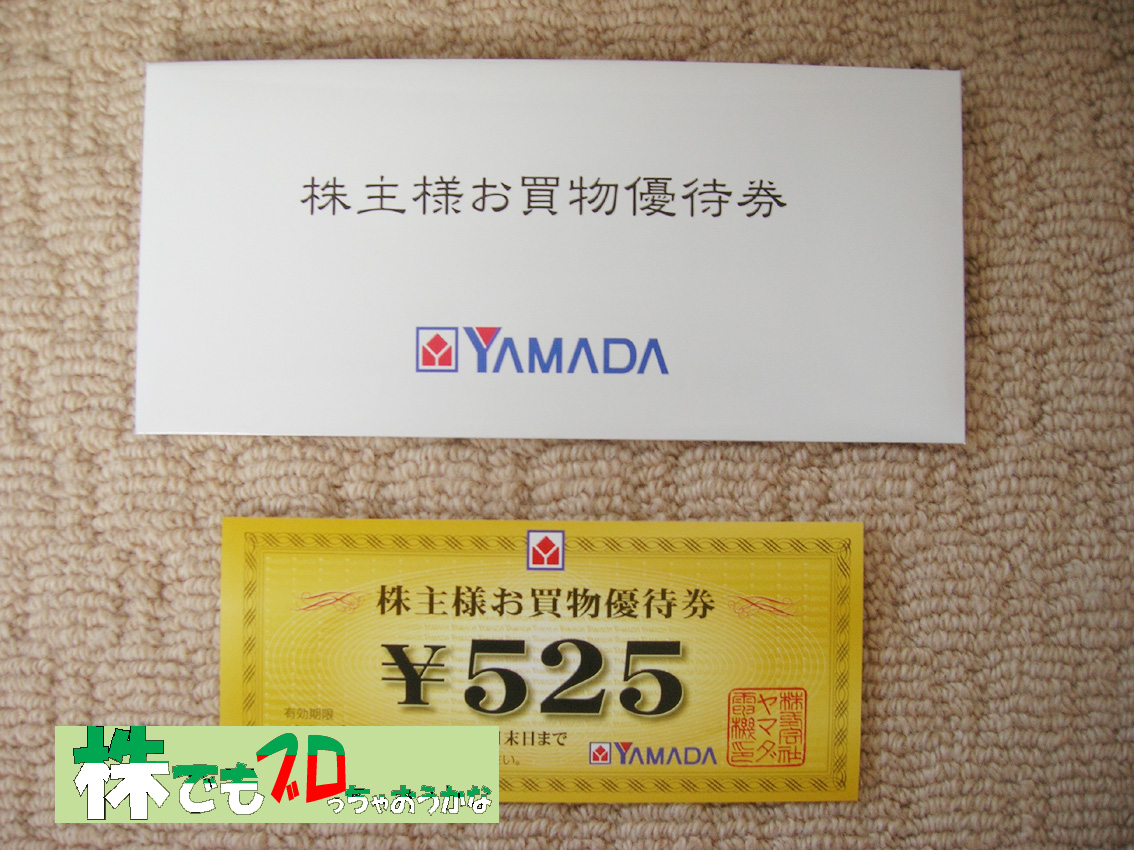 株主様お買物優待券
YAMADA
株主様お買物優待券
¥525
有効期限
末日まで
い。
YAMADA
株式会社
ヤマダ
電機印
株でもブロっちゃおうかな